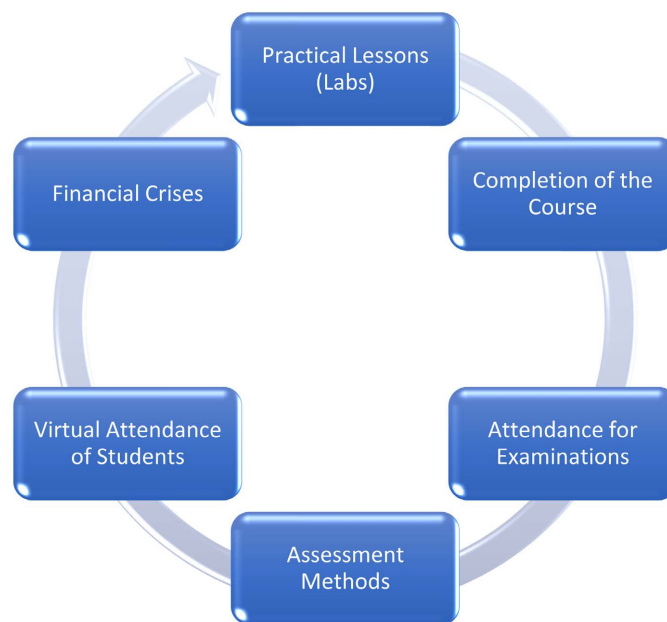 Practical Lessons
(Labs)
Completion of the
Course
Attendance for
Examinations
Assessment
Methods
Virtual Attendance
of Students
Financial Crises